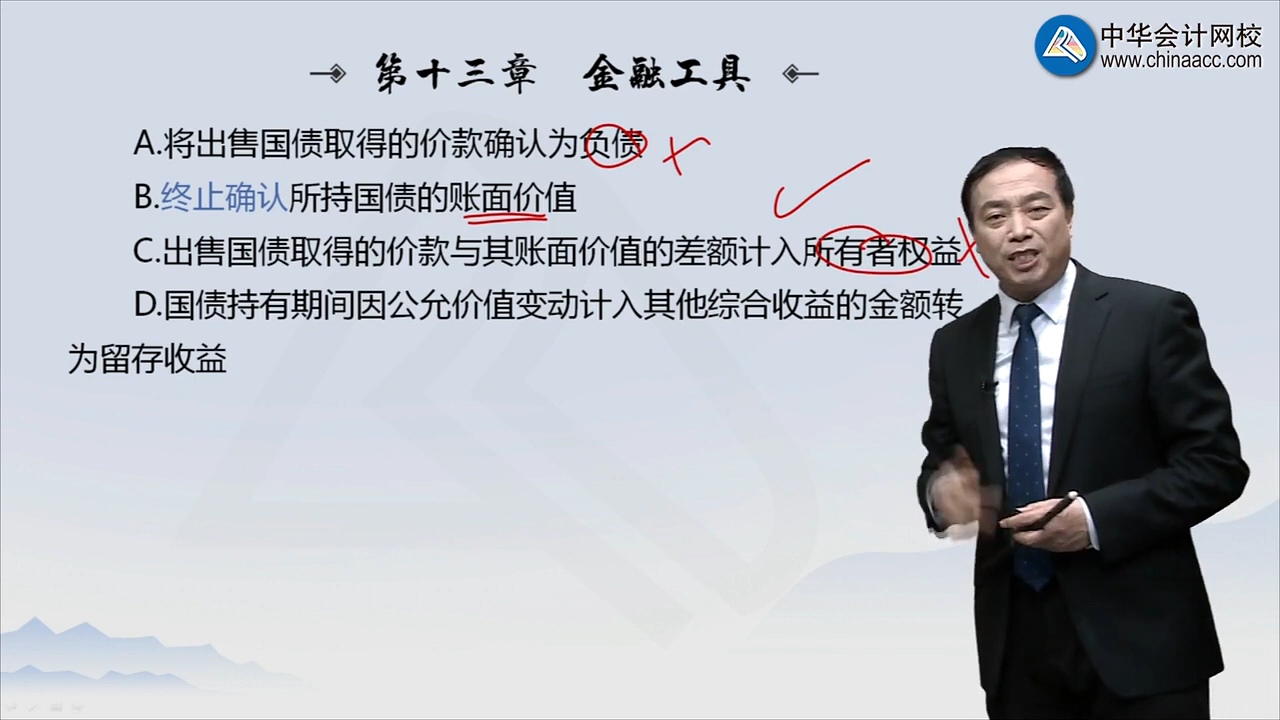 中华会计网校
www.chinaacc.com
第十三章 金融工具
A.将出售国债取得的价款确认为负债
B.终止确认所持国债的账面价值
C.出售国债取得的价款与其账面价值的差额计入所有者权益
D.国债持有期间因公允价值变动计入其他综合收益的金额转
为留存收益